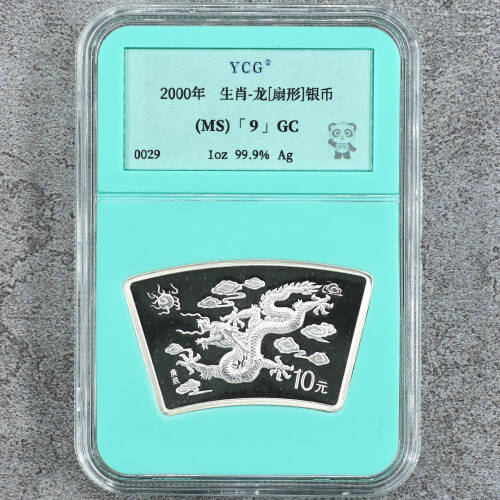 YCG
2000年 生肖-龙[扇形]银币
(MS)「9」GC
0029 1oz 99.9% Ag
庚辰
10元